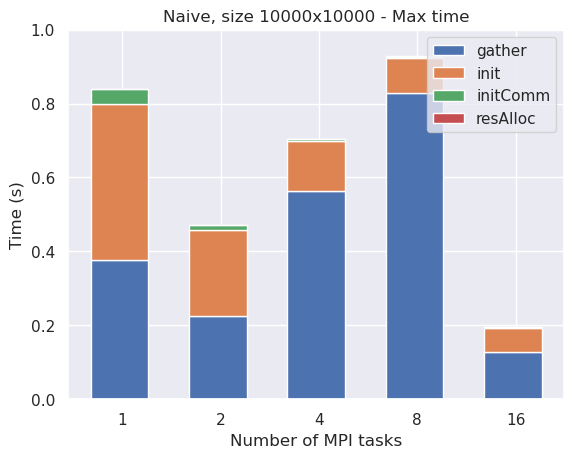 Naive, size 10000x10000 - Max time
gather
init
initComm
resAlloc
Time (s)
1.0
0.8
0.6
0.4
0.2
0.0
1 2 4 8 16
Number of MPI tasks